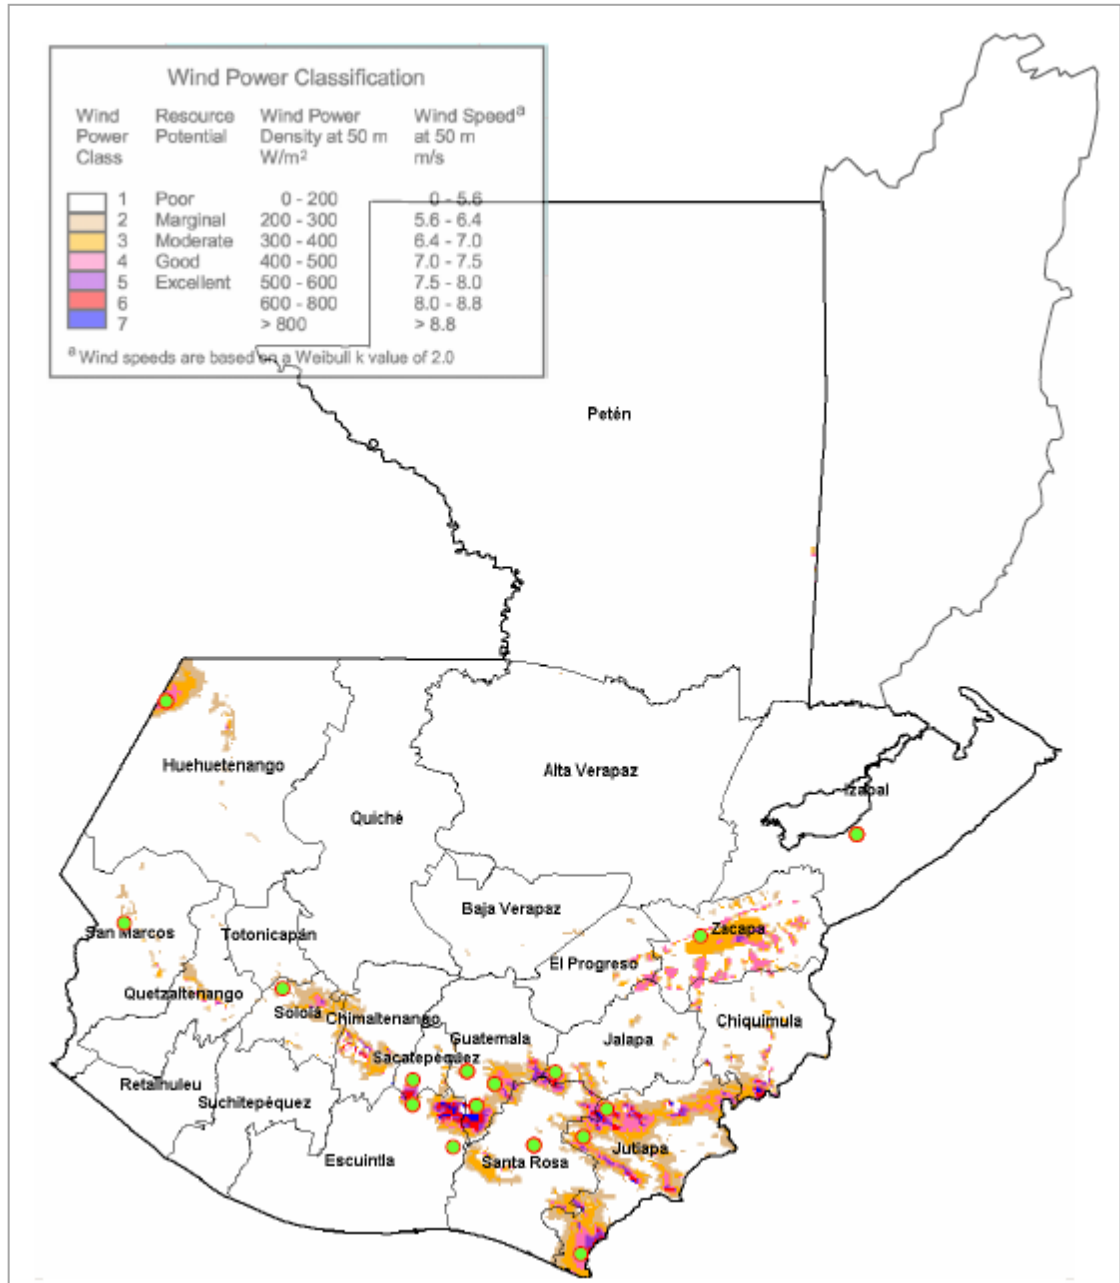 Wind Power Classification
Wind Power Class Resource Potential Wind Power Density at 50 m W/m² Wind Speedᵃ at 50 m m/s
1 Poor 0 - 200 0 - 5.6
2 Marginal 200 - 300 5.6 - 6.4
3 Moderate 300 - 400 6.4 - 7.0
4 Good 400 - 500 7.0 - 7.5
5 Excellent 500 - 600 7.5 - 8.0
6 600 - 800 8.0 - 8.8
7 > 800 > 8.8
ᵃ Wind speeds are based on a Weibull k value of 2.0
Petén
Huehuetenango
Alta Verapaz
Izabal
Quiché
Baja Verapaz
San Marcos
Totonicapán
Zacapa
El Progreso
Quetzaltenango
Sololá
Chimaltenango
Guatemala
Jalapa
Chiquimula
Sacatepéquez
Retalhuleu
Suchitepéquez
Escuintla
Santa Rosa
Jutiapa